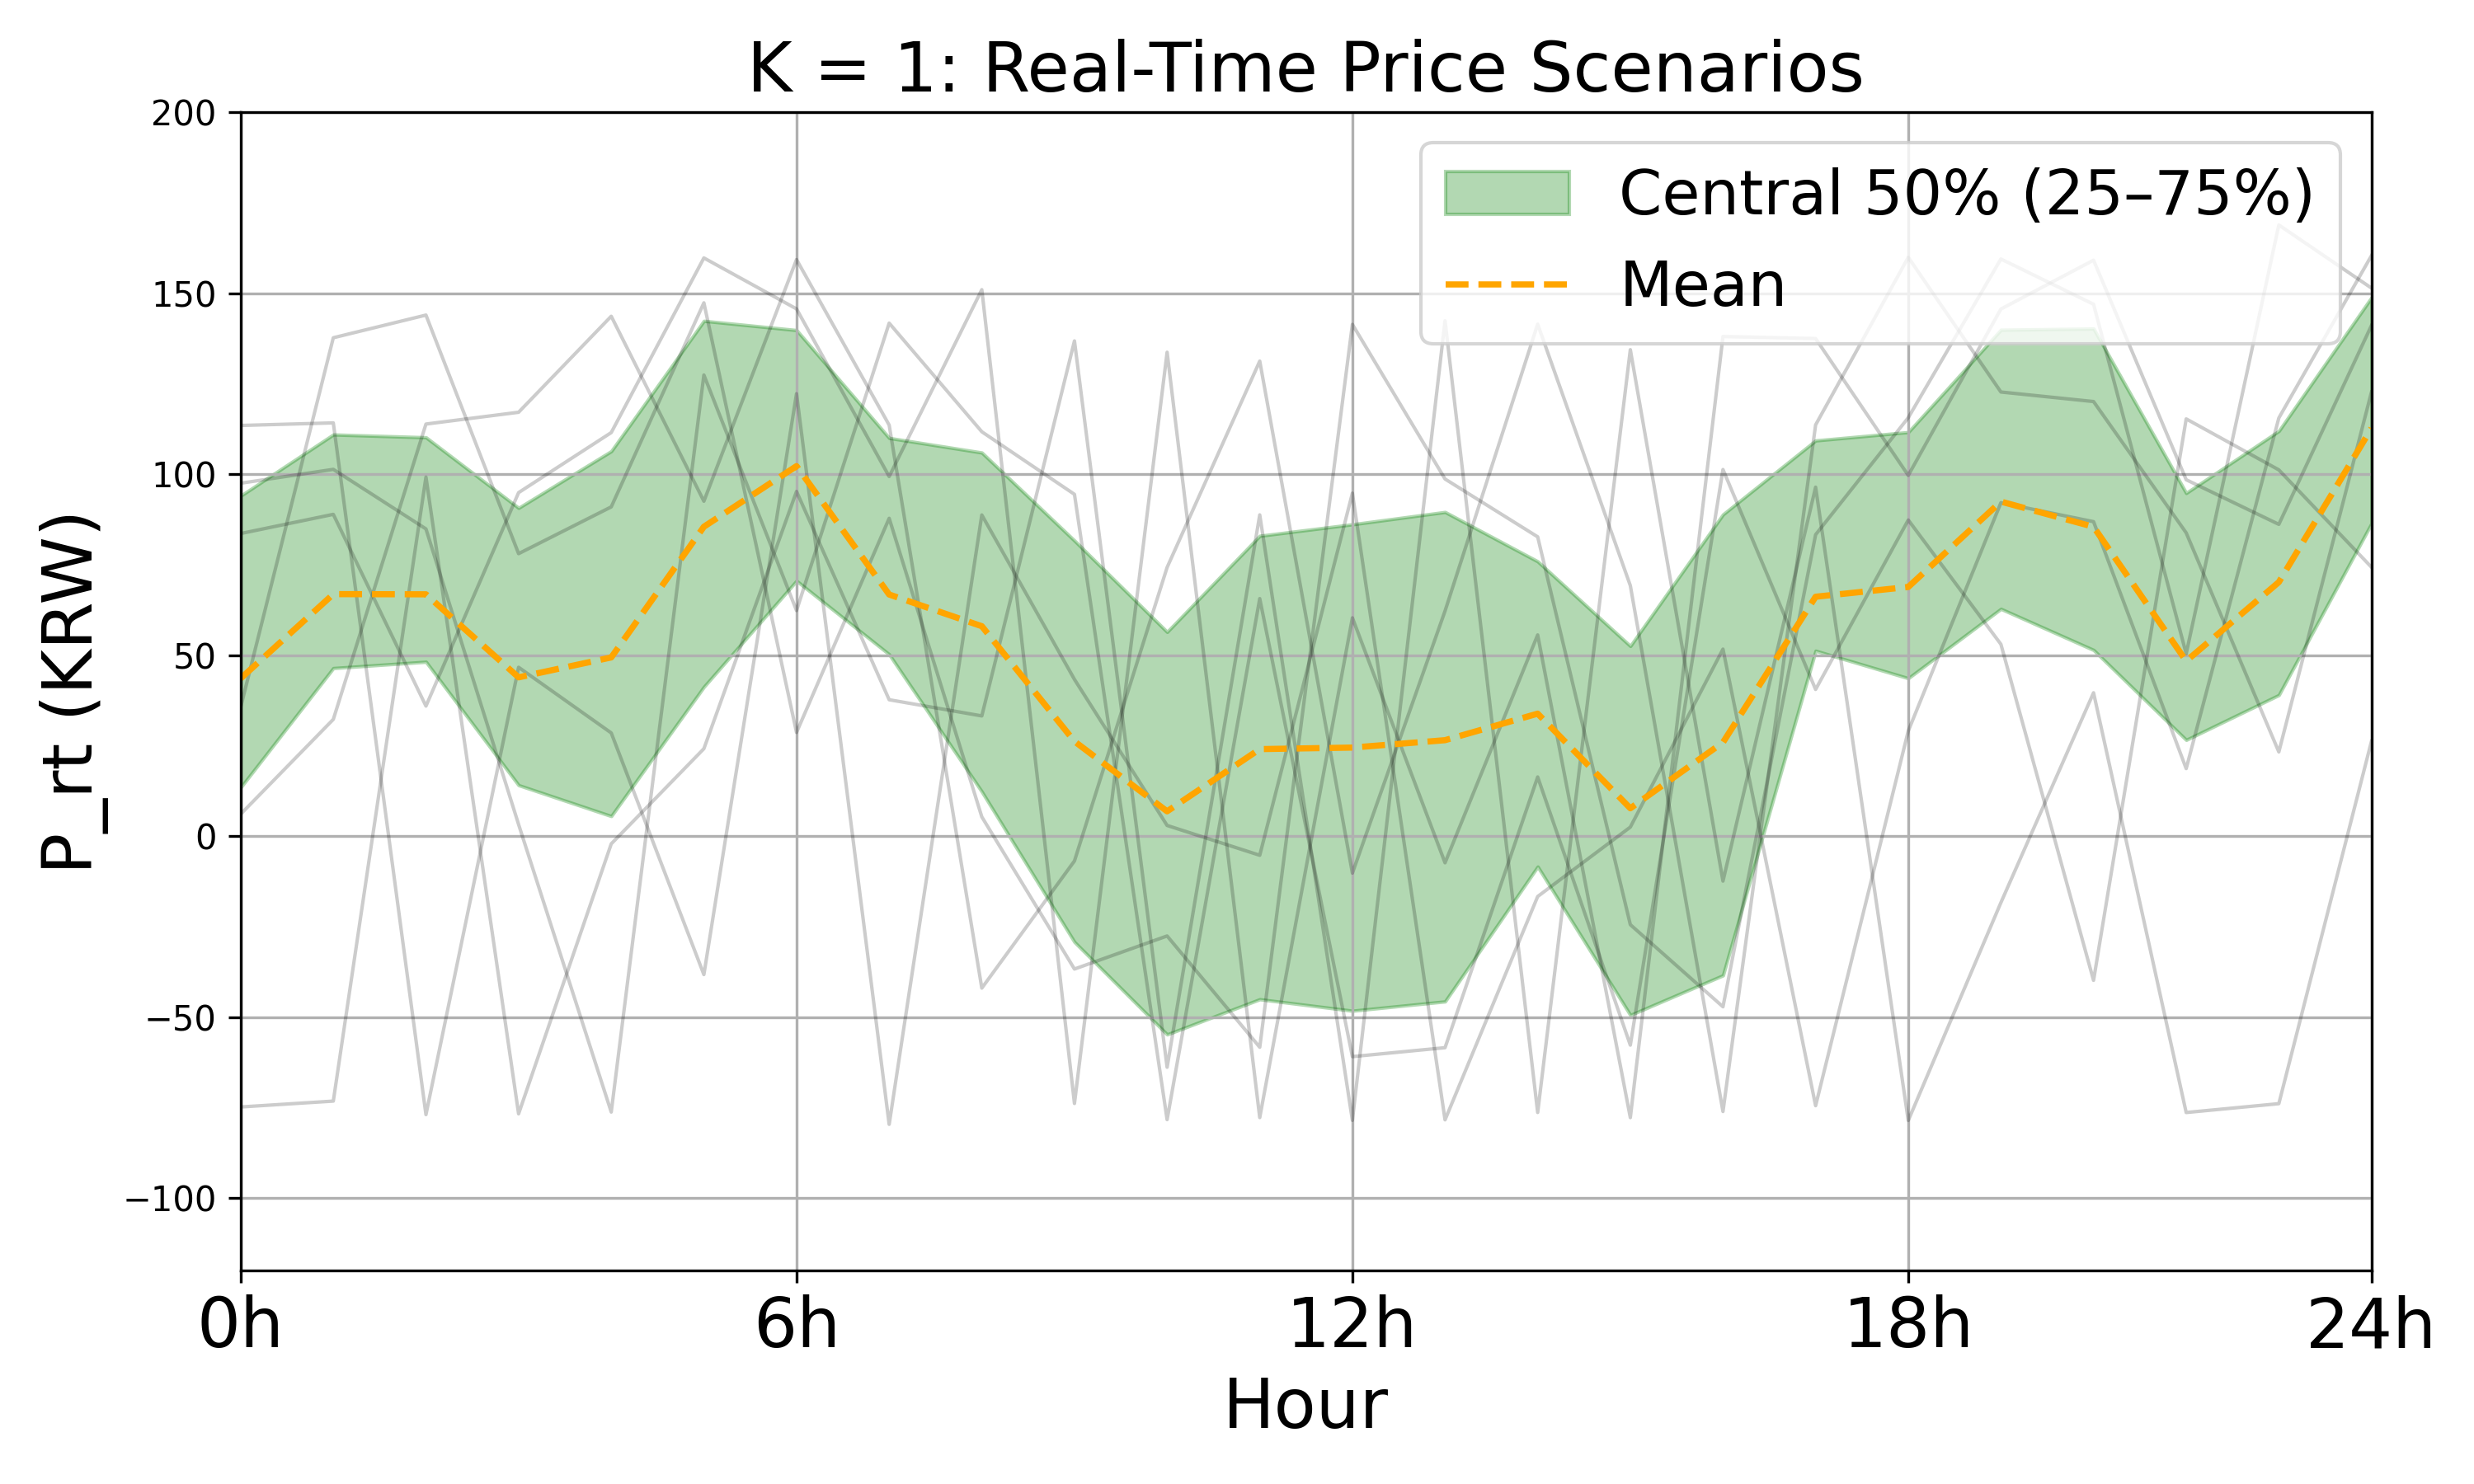 K = 1: Real-Time Price Scenarios
200
150
100
50
0
−50
−100
P_rt (KRW)
Central 50% (25–75%)
Mean
0h 6h 12h 18h 24h
Hour